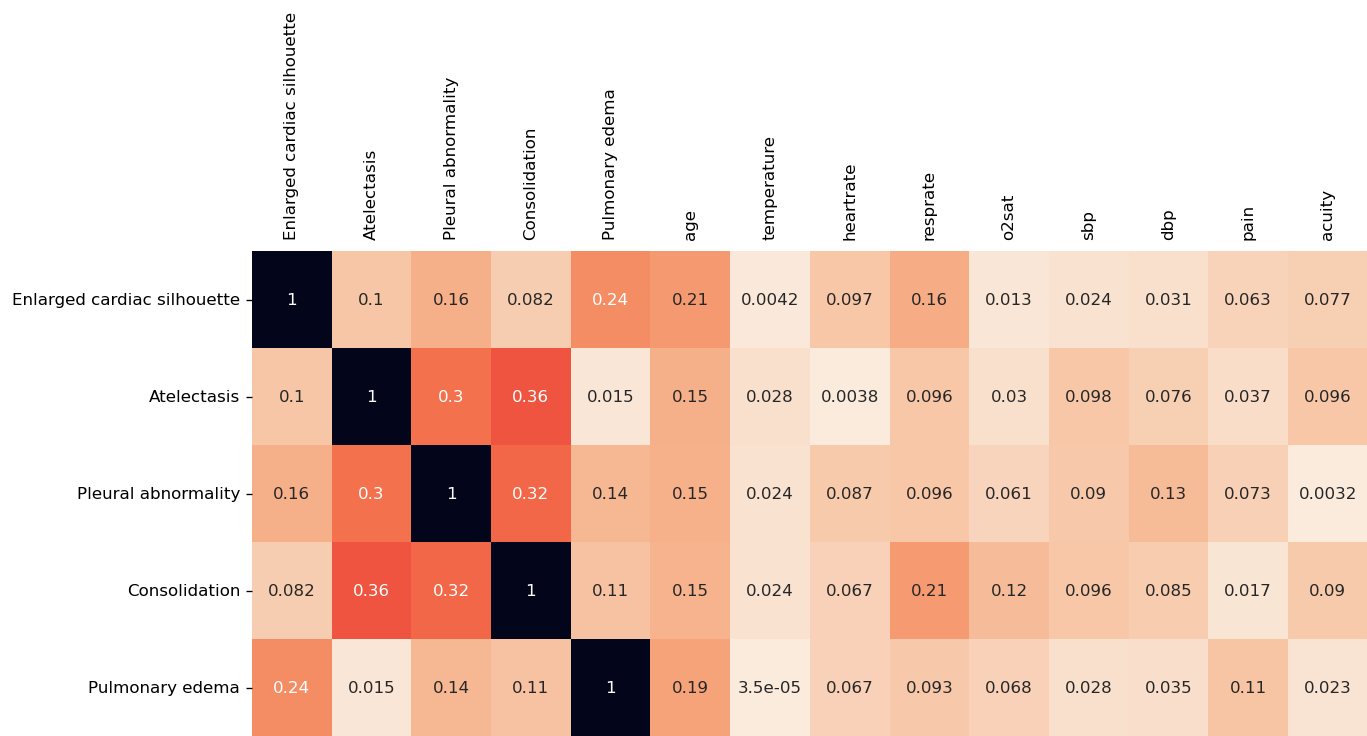 Enlarged cardiac silhouette
Atelectasis
Pleural abnormality
Consolidation
Pulmonary edema
age
temperature
heartrate
resprate
o2sat
sbp
dbp
pain
acuity
Enlarged cardiac silhouette 1 0.1 0.16 0.082 0.24 0.21 0.0042 0.097 0.16 0.013 0.024 0.031 0.063 0.077
Atelectasis 0.1 1 0.3 0.36 0.015 0.15 0.028 0.0038 0.096 0.03 0.098 0.076 0.037 0.096
Pleural abnormality 0.16 0.3 1 0.32 0.14 0.15 0.024 0.087 0.096 0.061 0.09 0.13 0.073 0.0032
Consolidation 0.082 0.36 0.32 1 0.11 0.15 0.024 0.067 0.21 0.12 0.096 0.085 0.017 0.09
Pulmonary edema 0.24 0.015 0.14 0.11 1 0.19 3.5e-05 0.067 0.093 0.068 0.028 0.035 0.11 0.023